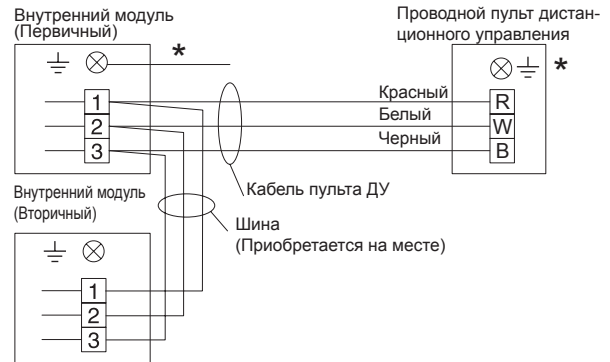 Внутренний модуль
(Первичный)
Проводной пульт дистан-
ционного управления
*
*
Красный
1
R
Белый
2
W
Черный
3
B
Кабель пульта ДУ
Внутренний модуль
(Вторичный)
Шина
(Приобретается на месте)
1
2
3